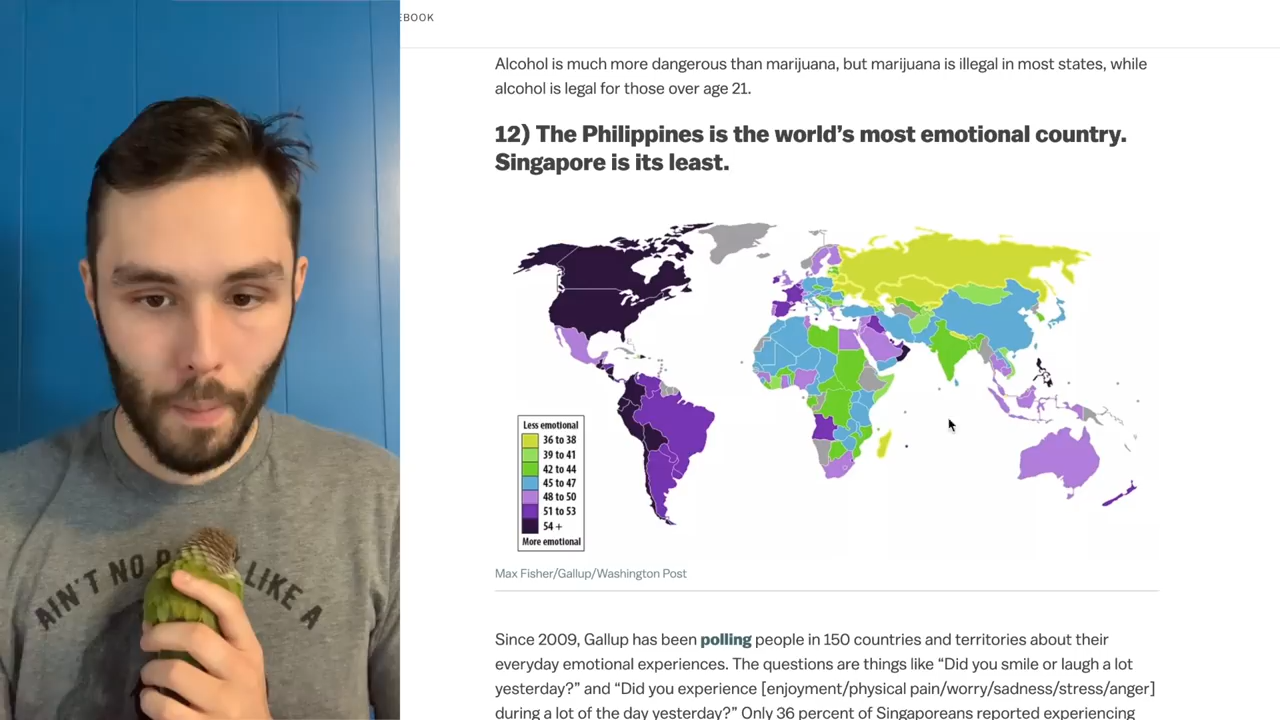 EBOOK
Alcohol is much more dangerous than marijuana, but marijuana is illegal in most states, while
alcohol is legal for those over age 21.
12) The Philippines is the world’s most emotional country.
Singapore is its least.
Less emotional
36 to 38
39 to 41
42 to 44
45 to 47
48 to 50
51 to 53
54 +
More emotional
Max Fisher/Gallup/Washington Post
Since 2009, Gallup has been polling people in 150 countries and territories about their
everyday emotional experiences. The questions are things like “Did you smile or laugh a lot
yesterday?” and “Did you experience [enjoyment/physical pain/worry/sadness/stress/anger]
during a lot of the day yesterday?” Only 36 percent of Singaporeans reported experiencing
AIN'T NO LIKE A